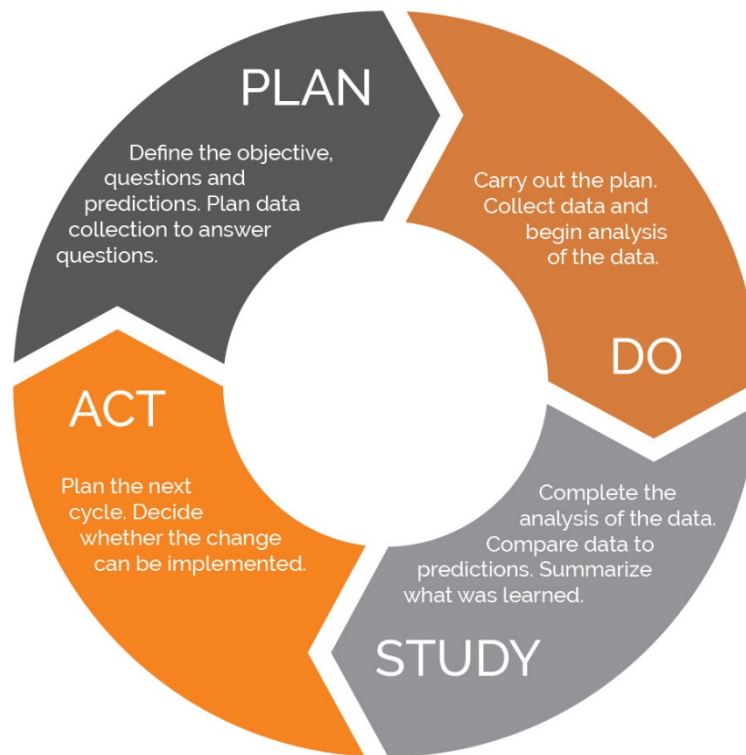 PLAN
Define the objective,
questions and
predictions. Plan data
collection to answer
questions.
Carry out the plan.
Collect data and
begin analysis
of the data.
DO
Complete the
analysis of the data.
Compare data to
predictions. Summarize
what was learned.
STUDY
ACT
Plan the next
cycle. Decide
whether the change
can be implemented.